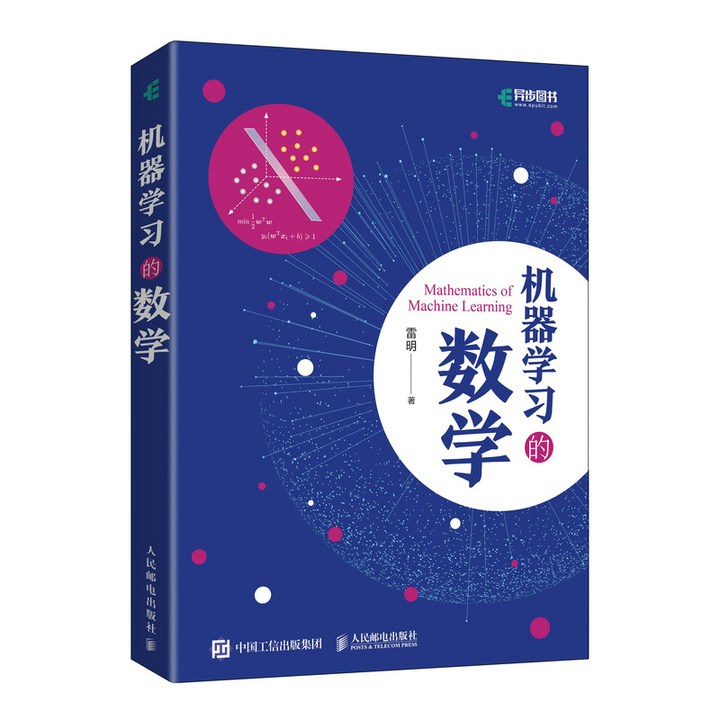 机器学习的数学
人民邮电出版社
异步图书
www.epubit.com
min 1/2 wᵀw
yᵢ(wᵀxᵢ + b) ⩾ 1
Mathematics of
Machine Learning
机器学习的
数学
雷明
著
中国工信出版集团
人民邮电出版社
POSTS & TELECOM PRESS